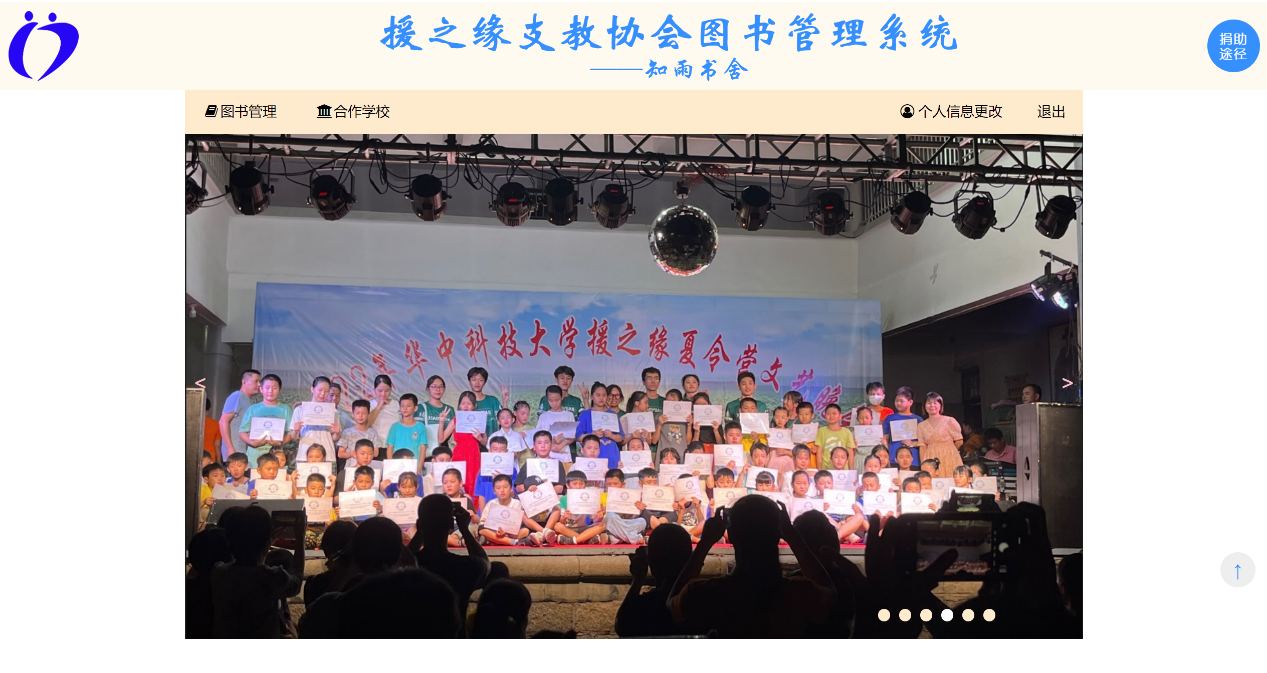 援之缘支教协会图书管理系统
——知雨书舍
捐助
途径
图书管理 合作学校 个人信息更改 退出
年华中科技大学援之缘夏令营文艺晚
< >
↑